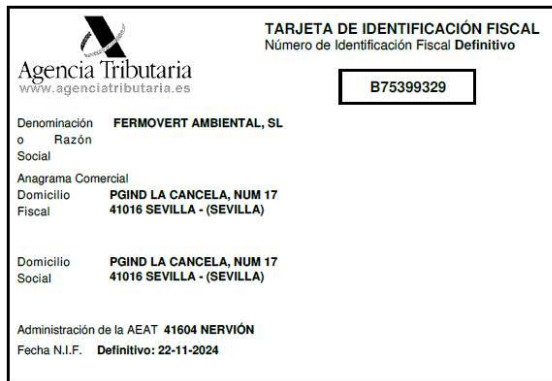 Agencia Tributaria
www.agenciatributaria.es
TARJETA DE IDENTIFICACIÓN FISCAL
Número de Identificación Fiscal Definitivo
B75399329
Denominación o Razón Social FERMOVERT AMBIENTAL, SL
Anagrama Comercial
Domicilio Fiscal PGIND LA CANCELA, NUM 17
41016 SEVILLA - (SEVILLA)
Domicilio Social PGIND LA CANCELA, NUM 17
41016 SEVILLA - (SEVILLA)
Administración de la AEAT 41604 NERVIÓN
Fecha N.I.F. Definitivo: 22-11-2024